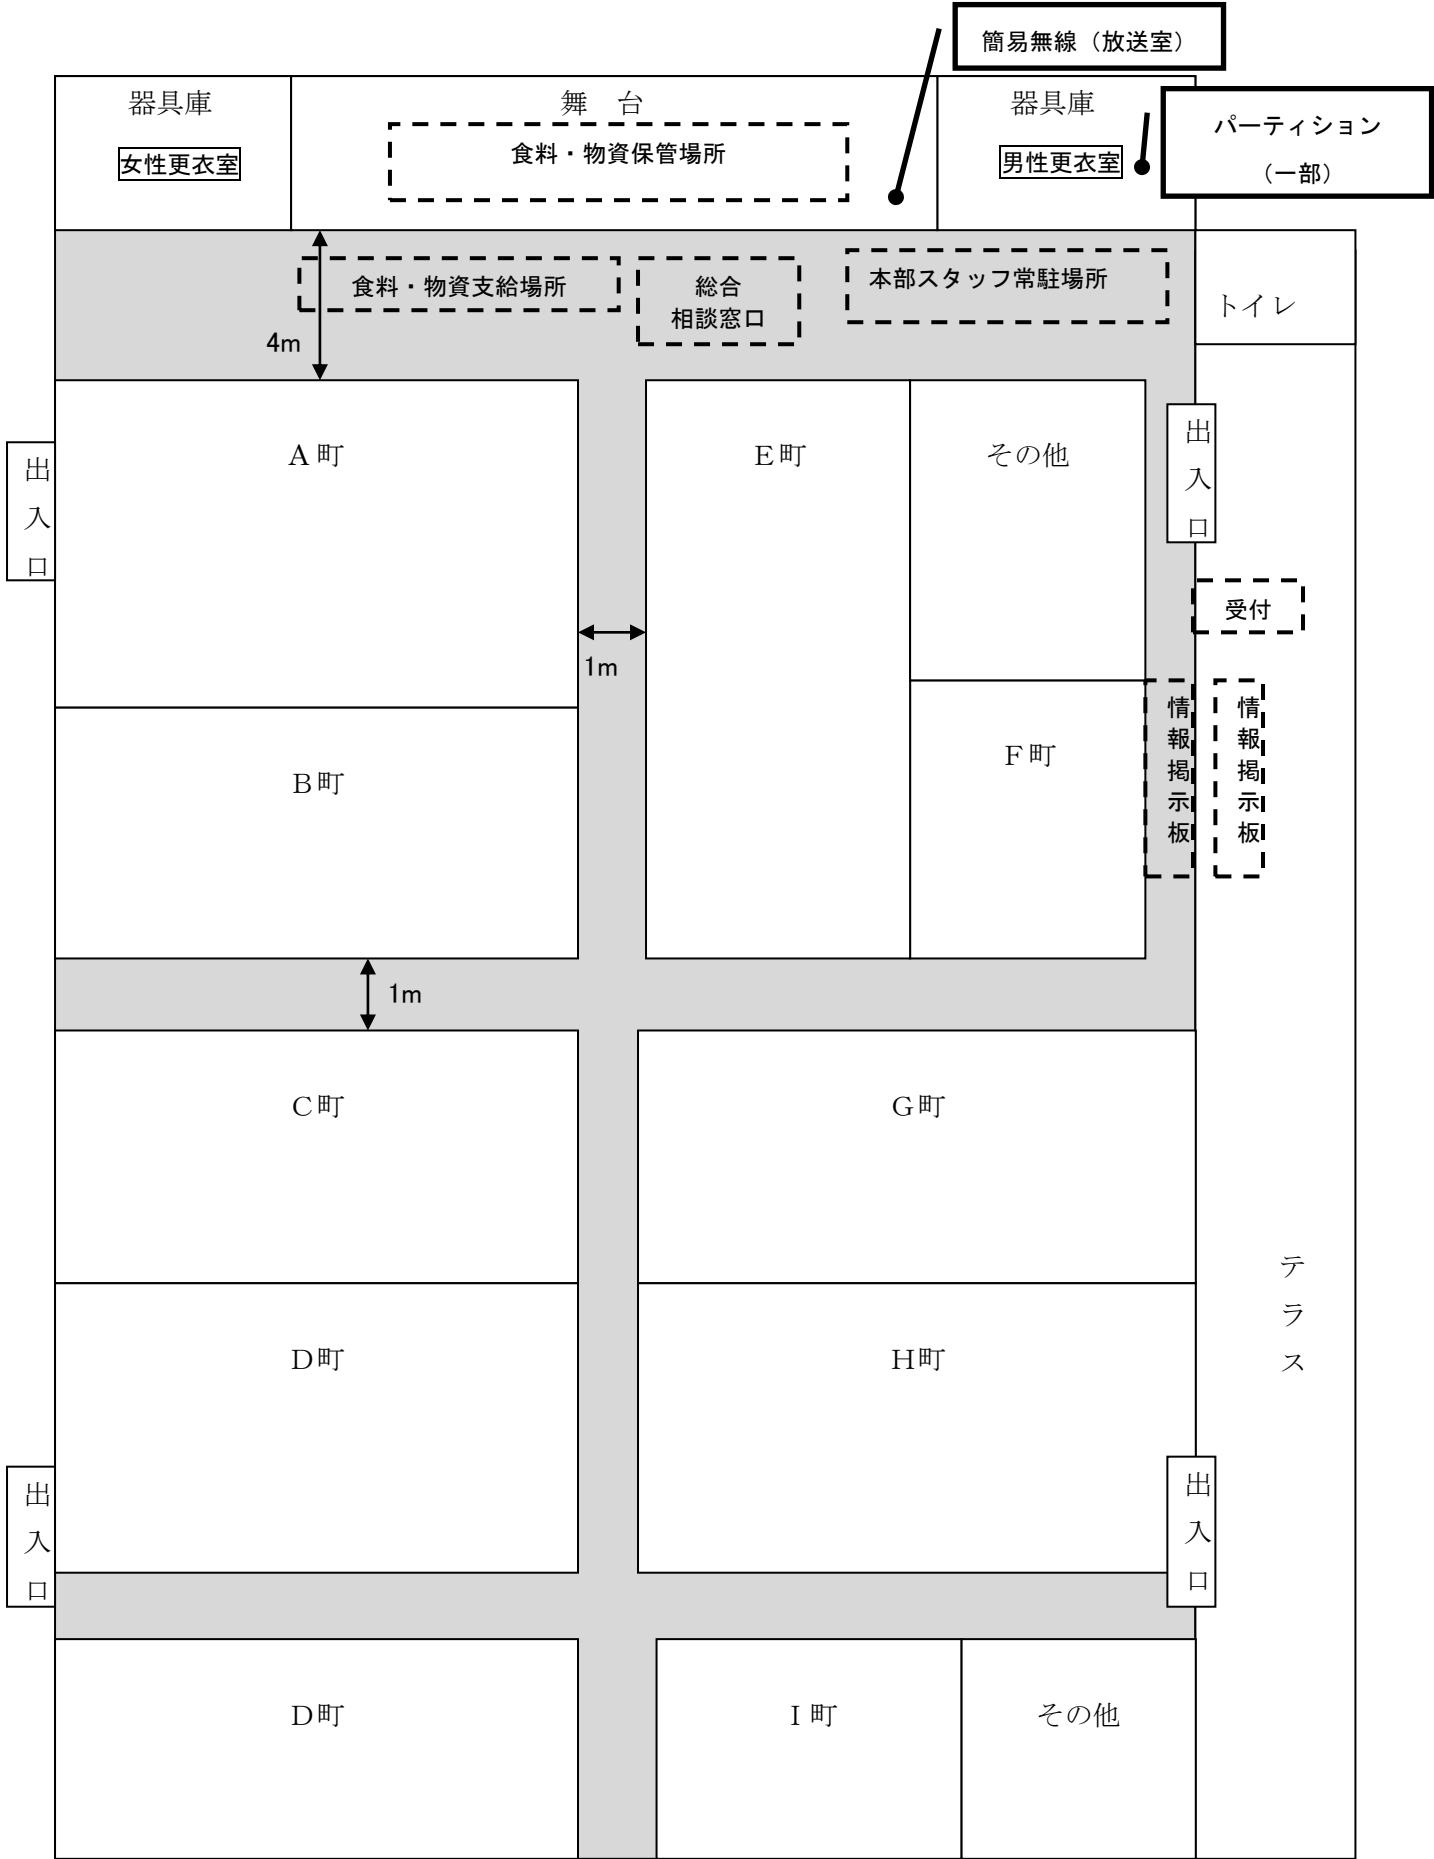 簡易無線（放送室）
器具庫
舞　台
器具庫
パーティション
（一部）
女性更衣室
食料・物資保管場所
男性更衣室
食料・物資支給場所
総合
相談窓口
本部スタッフ常駐場所
トイレ
4m
出入口
Ａ町
Ｅ町
その他
出入口
受付
1m
Ｂ町
Ｆ町
情報掲示板
情報掲示板
1m
Ｃ町
Ｇ町
テラス
Ｄ町
Ｈ町
出入口
出入口
Ｄ町
Ｉ町
その他